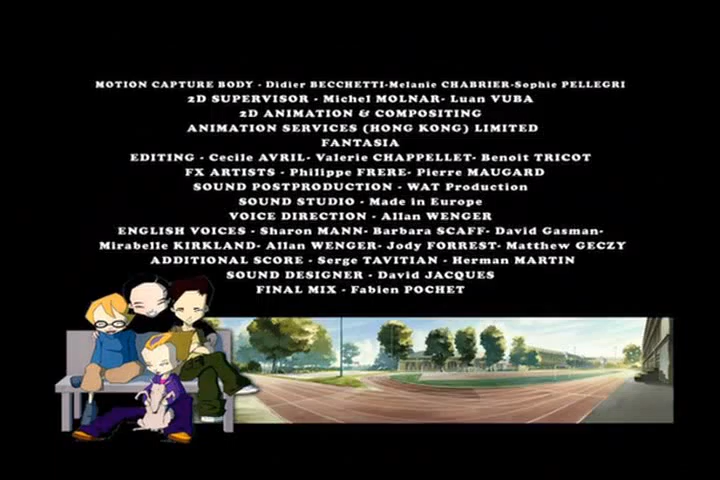 MOTION CAPTURE BODY - Didier BECCHETTI-Melanie CHABRIER-Sophie PELLEGRI
2D SUPERVISOR - Michel MOLNAR- Luan VUBA
2D ANIMATION & COMPOSITING
ANIMATION SERVICES (HONG KONG) LIMITED
FANTASIA
EDITING - Cecile AVRIL- Valerie CHAPPELLET- Benoit TRICOT
FX ARTISTS - Philippe FRERE- Pierre MAUGARD
SOUND POSTPRODUCTION - WAT Production
SOUND STUDIO - Made in Europe
VOICE DIRECTION - Allan WENGER
ENGLISH VOICES - Sharon MANN- Barbara SCAFF- David Gasman-
Mirabelle KIRKLAND- Allan WENGER- Jody FORREST- Matthew GECZY
ADDITIONAL SCORE - Serge TAVITIAN - Herman MARTIN
SOUND DESIGNER - David JACQUES
FINAL MIX - Fabien POCHET